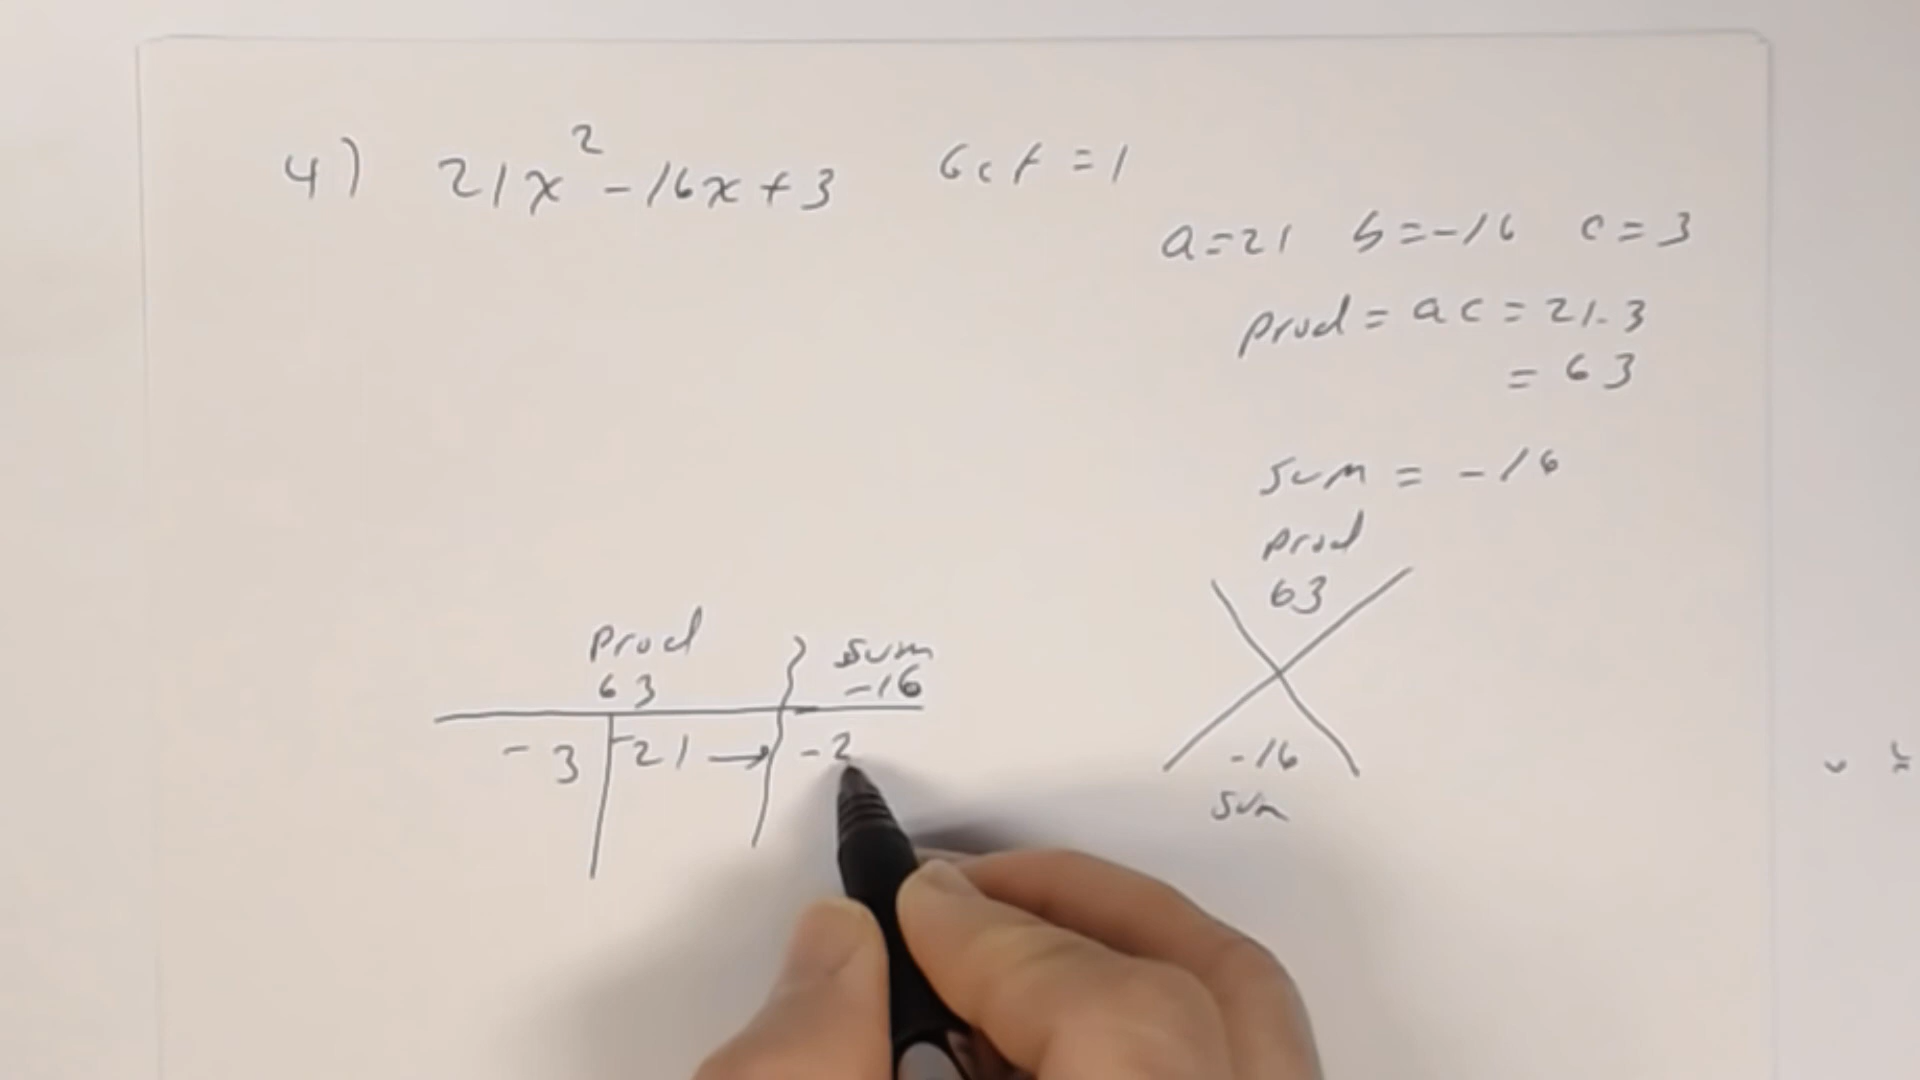 4) 21x² - 16x + 3 Gcf = 1
a = 21 b = -16 c = 3
prod = ac = 21.3
= 63
sum = -16
prod
63
-16
sum
Prod sum
63 -16
-3 -21 → -2